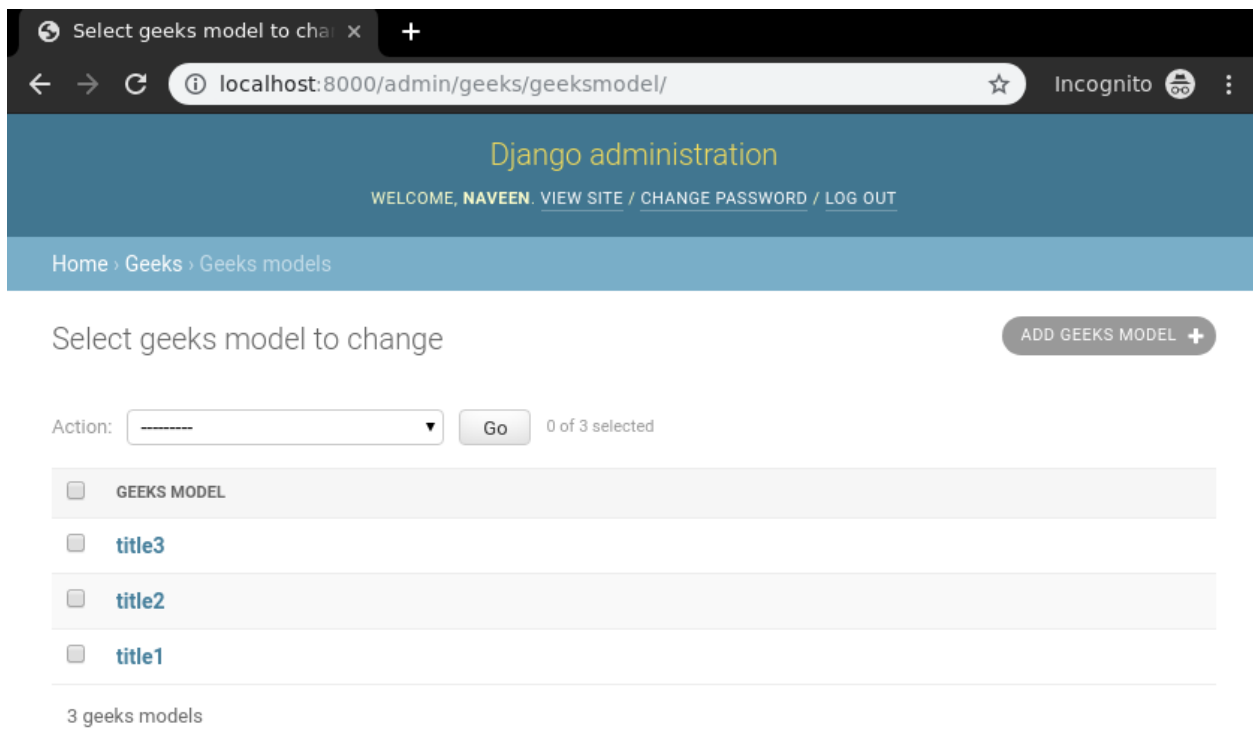 Select geeks model to cha
localhost:8000/admin/geeks/geeksmodel/
Incognito
Django administration
WELCOME, NAVEEN. VIEW SITE / CHANGE PASSWORD / LOG OUT
Home › Geeks › Geeks models
Select geeks model to change
ADD GEEKS MODEL +
Action: --------- Go 0 of 3 selected
GEEKS MODEL
title3
title2
title1
3 geeks models